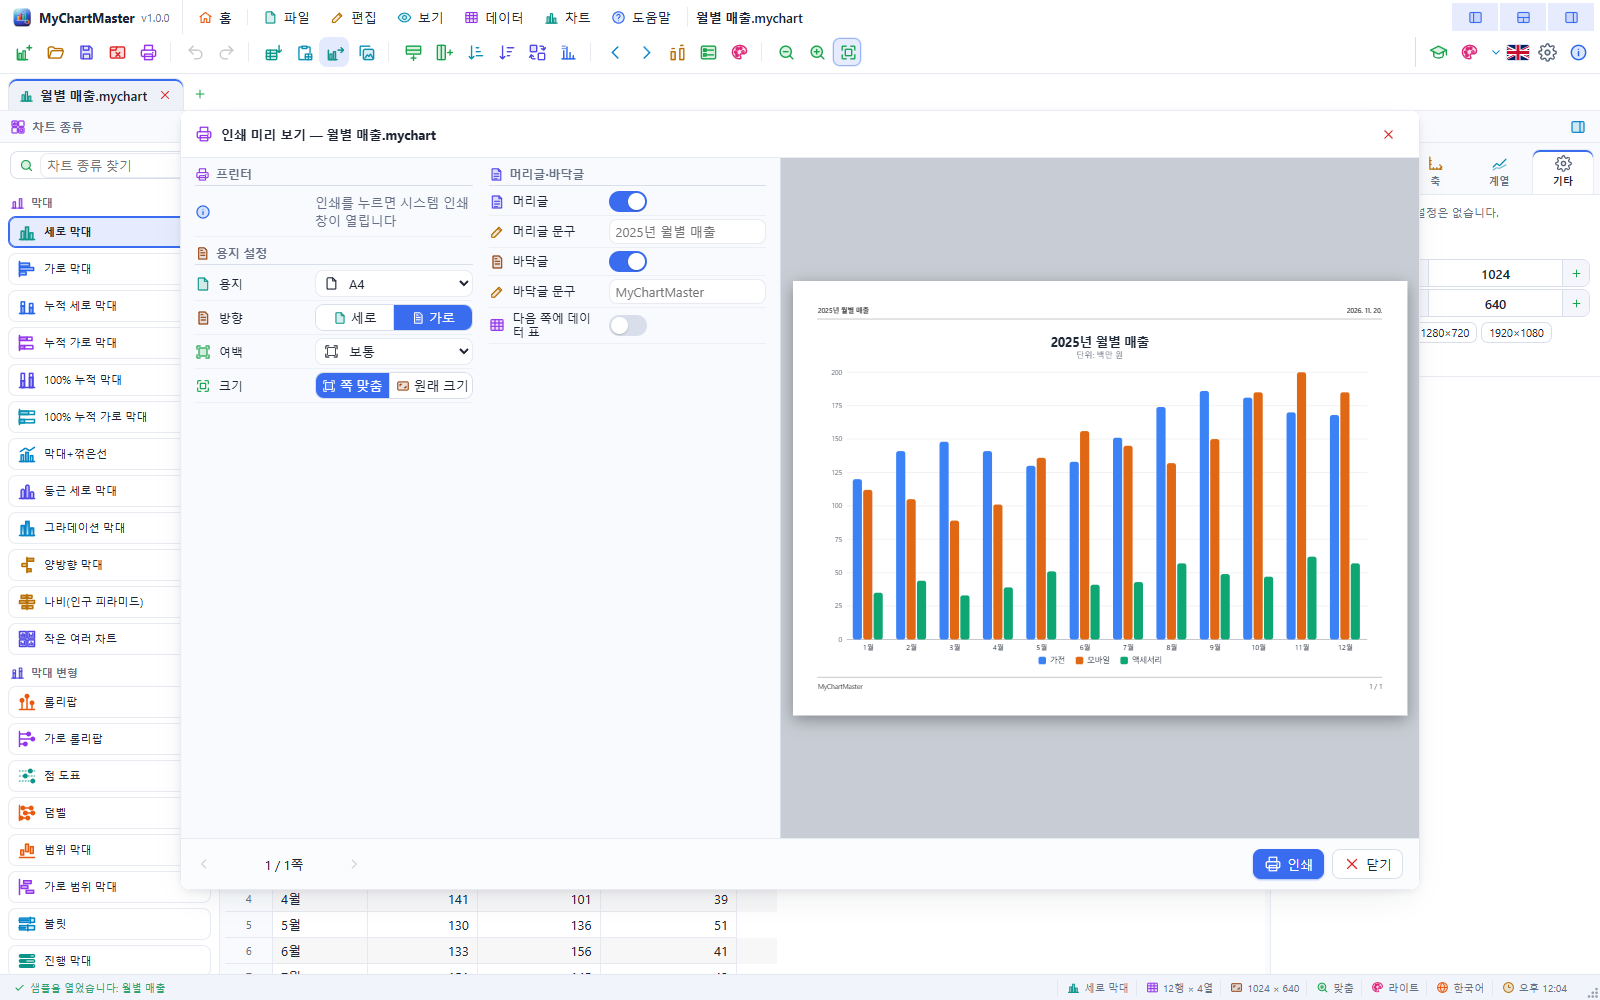 MyChartMaster v1.0.0
홈
파일
편집
보기
데이터
차트
도움말
월별 매출.mychart
월별 매출.mychart
차트 종류
차트 종류 찾기
막대
세로 막대
가로 막대
누적 세로 막대
누적 가로 막대
100% 누적 막대
100% 누적 가로 막대
막대+꺾은선
둥근 세로 막대
그라데이션 막대
양방향 막대
나비(인구 피라미드)
작은 여러 차트
막대 변형
롤리팝
가로 롤리팝
점 도표
덤벨
범위 막대
가로 범위 막대
불릿
진행 막대
인쇄 미리 보기 — 월별 매출.mychart
프린터
인쇄를 누르면 시스템 인쇄
창이 열립니다
용지 설정
용지
A4
방향
세로
가로
여백
보통
크기
쪽 맞춤
원래 크기
머리글·바닥글
머리글
머리글 문구
2025년 월별 매출
바닥글
바닥글 문구
MyChartMaster
다음 쪽에 데이
터 표
2025년 월별 매출
2026. 11. 20.
2025년 월별 매출
단위: 백만 원
200
175
150
125
100
75
50
25
0
1월
2월
3월
4월
5월
6월
7월
8월
9월
10월
11월
12월
가전
모바일
액세서리
MyChartMaster
1 / 1
1 / 1쪽
인쇄
닫기
축
계열
기타
설정은 없습니다.
1024
640
1280×720
1920×1080
4 4월 141 101 39
5 5월 130 136 51
6 6월 133 156 41
샘플을 열었습니다: 월별 매출
세로 막대
12행 × 4열
1024 × 640
맞춤
라이트
한국어
오후 12:04